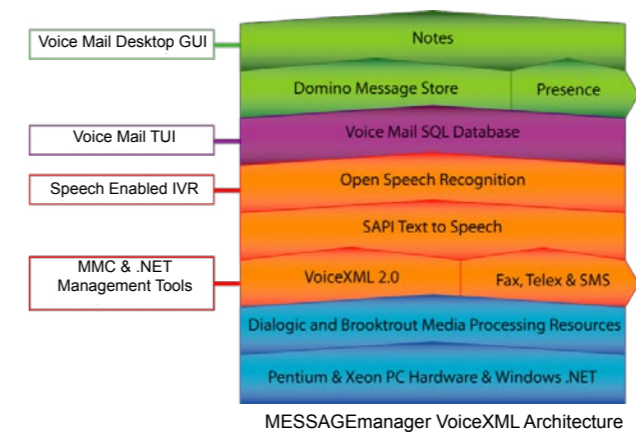 Voice Mail Desktop GUI
Notes
Domino Message Store
Presence
Voice Mail TUI
Voice Mail SQL Database
Speech Enabled IVR
Open Speech Recognition
SAPI Text to Speech
MMC & .NET
Management Tools
VoiceXML 2.0
Fax, Telex & SMS
Dialogic and Brooktrout Media Processing Resources
Pentium & Xeon PC Hardware & Windows .NET
MESSAGEmanager VoiceXML Architecture